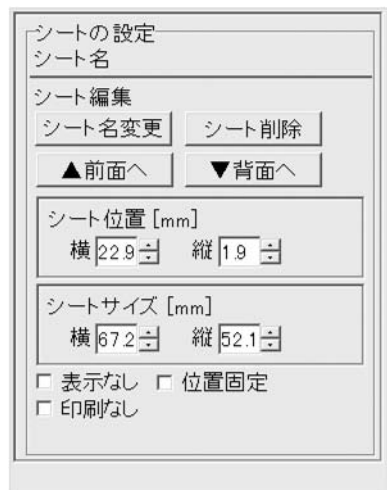 シートの設定
シート名
シート編集
シート名変更 シート削除
▲前面へ ▼背面へ
シート位置 [mm]
横 22.9 縦 1.9
シートサイズ [mm]
横 67.2 縦 52.1
表示なし 位置固定
印刷なし